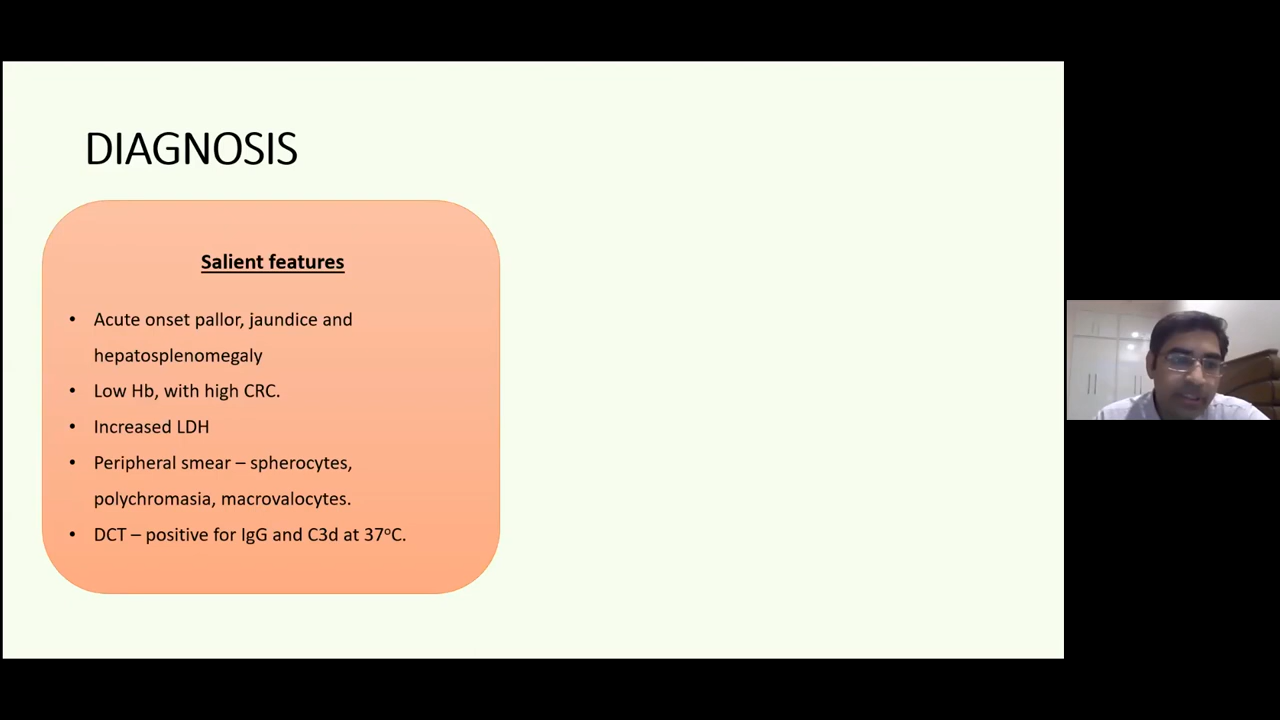 DIAGNOSIS
Salient features
• Acute onset pallor, jaundice and
hepatosplenomegaly
• Low Hb, with high CRC.
• Increased LDH
• Peripheral smear – spherocytes,
polychromasia, macrovalocytes.
• DCT – positive for IgG and C3d at 37ºC.